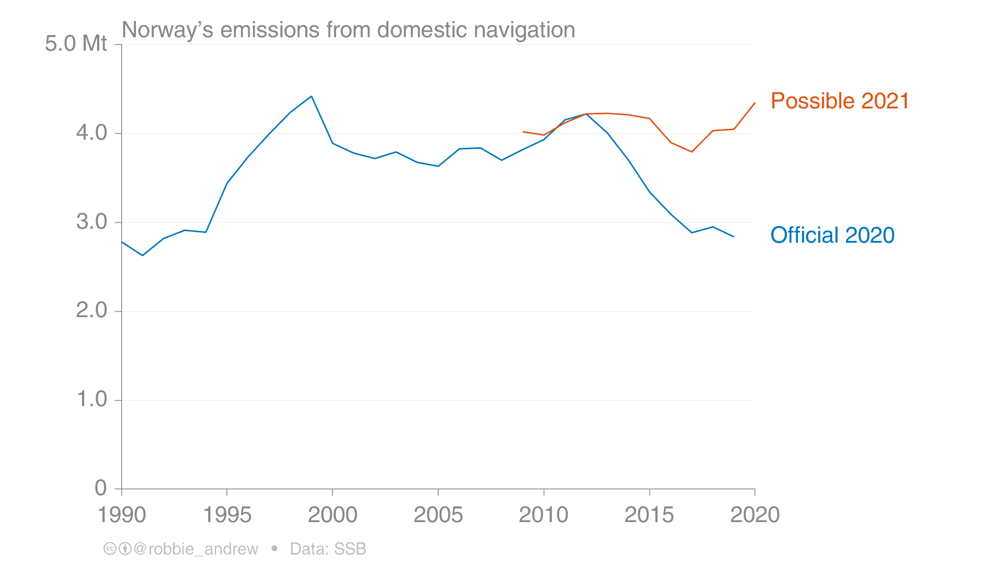 Norway’s emissions from domestic navigation
5.0 Mt
4.0
3.0
2.0
1.0
0
Possible 2021
Official 2020
1990 1995 2000 2005 2010 2015 2020
cc @robbie_andrew • Data: SSB